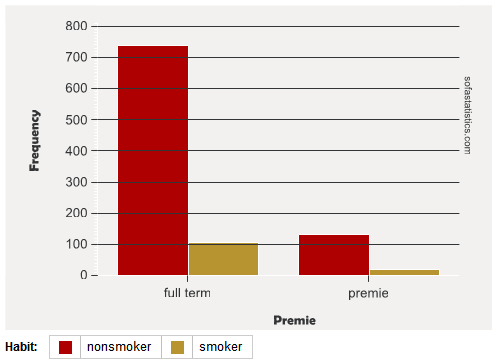 800
700
600
500
400
300
200
100
0
Frequency
full term premie
Premie
sofastatistics.com
Habit: nonsmoker smoker